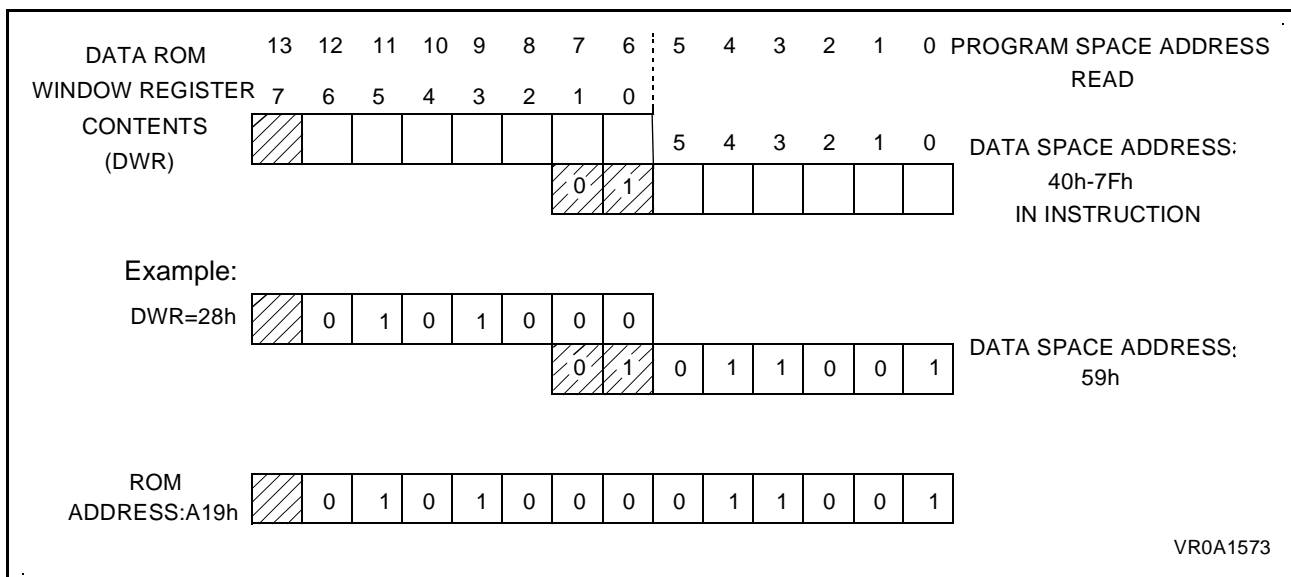 DATA ROM 13 12 11 10 9 8 7 6 5 4 3 2 1 0 PROGRAM SPACE ADDRESS
WINDOW REGISTER 7 6 5 4 3 2 1 0 READ
CONTENTS
(DWR)
5 4 3 2 1 0 DATA SPACE ADDRESS:
0 1 40h-7Fh
IN INSTRUCTION
Example:
DWR=28h 0 1 0 1 0 0 0
0 1 0 1 1 0 0 1 DATA SPACE ADDRESS:
59h
ROM
ADDRESS:A19h 0 1 0 1 0 0 0 0 1 1 0 0 1
VR0A1573